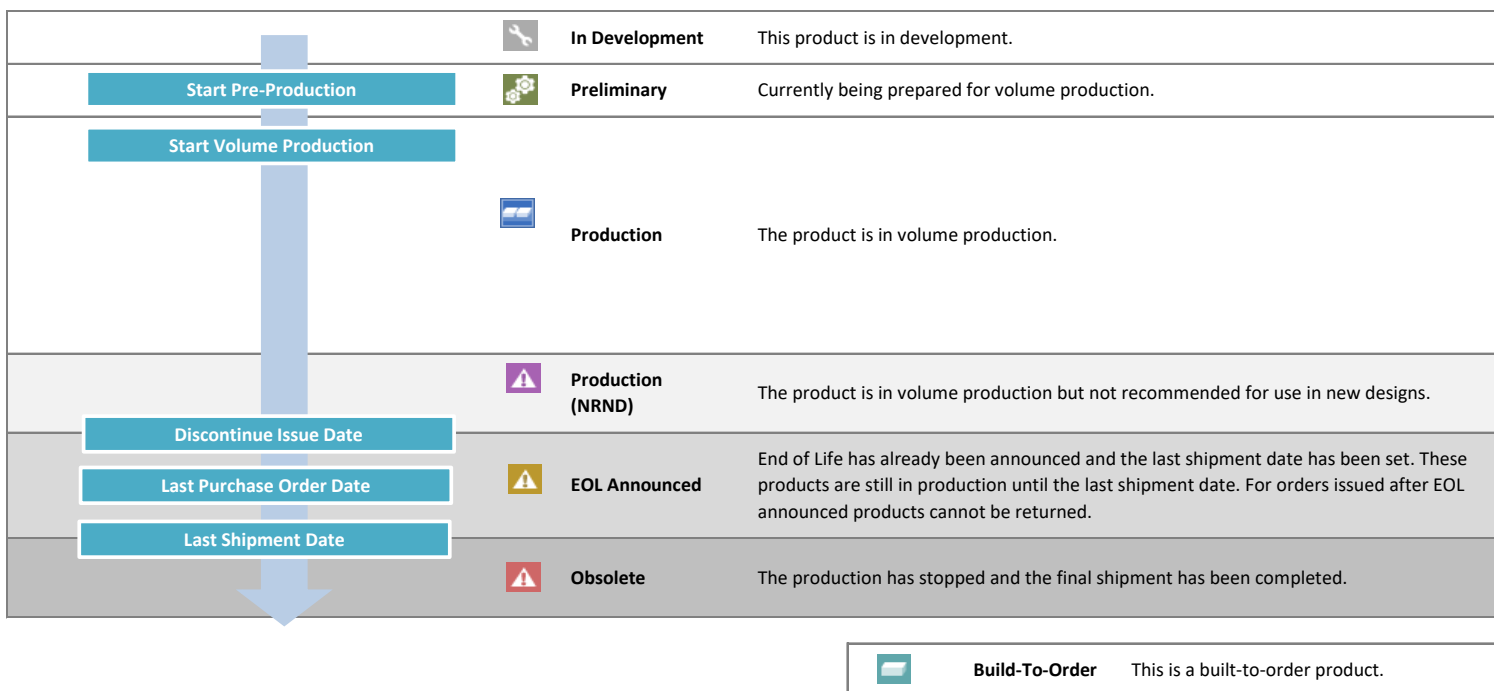 In Development This product is in development.
Start Pre-Production Preliminary Currently being prepared for volume production.
Start Volume Production
Production The product is in volume production.
Production
(NRND) The product is in volume production but not recommended for use in new designs.
Discontinue Issue Date
Last Purchase Order Date EOL Announced End of Life has already been announced and the last shipment date has been set. These
products are still in production until the last shipment date. For orders issued after EOL
announced products cannot be returned.
Last Shipment Date
Obsolete The production has stopped and the final shipment has been completed.
Build-To-Order This is a built-to-order product.